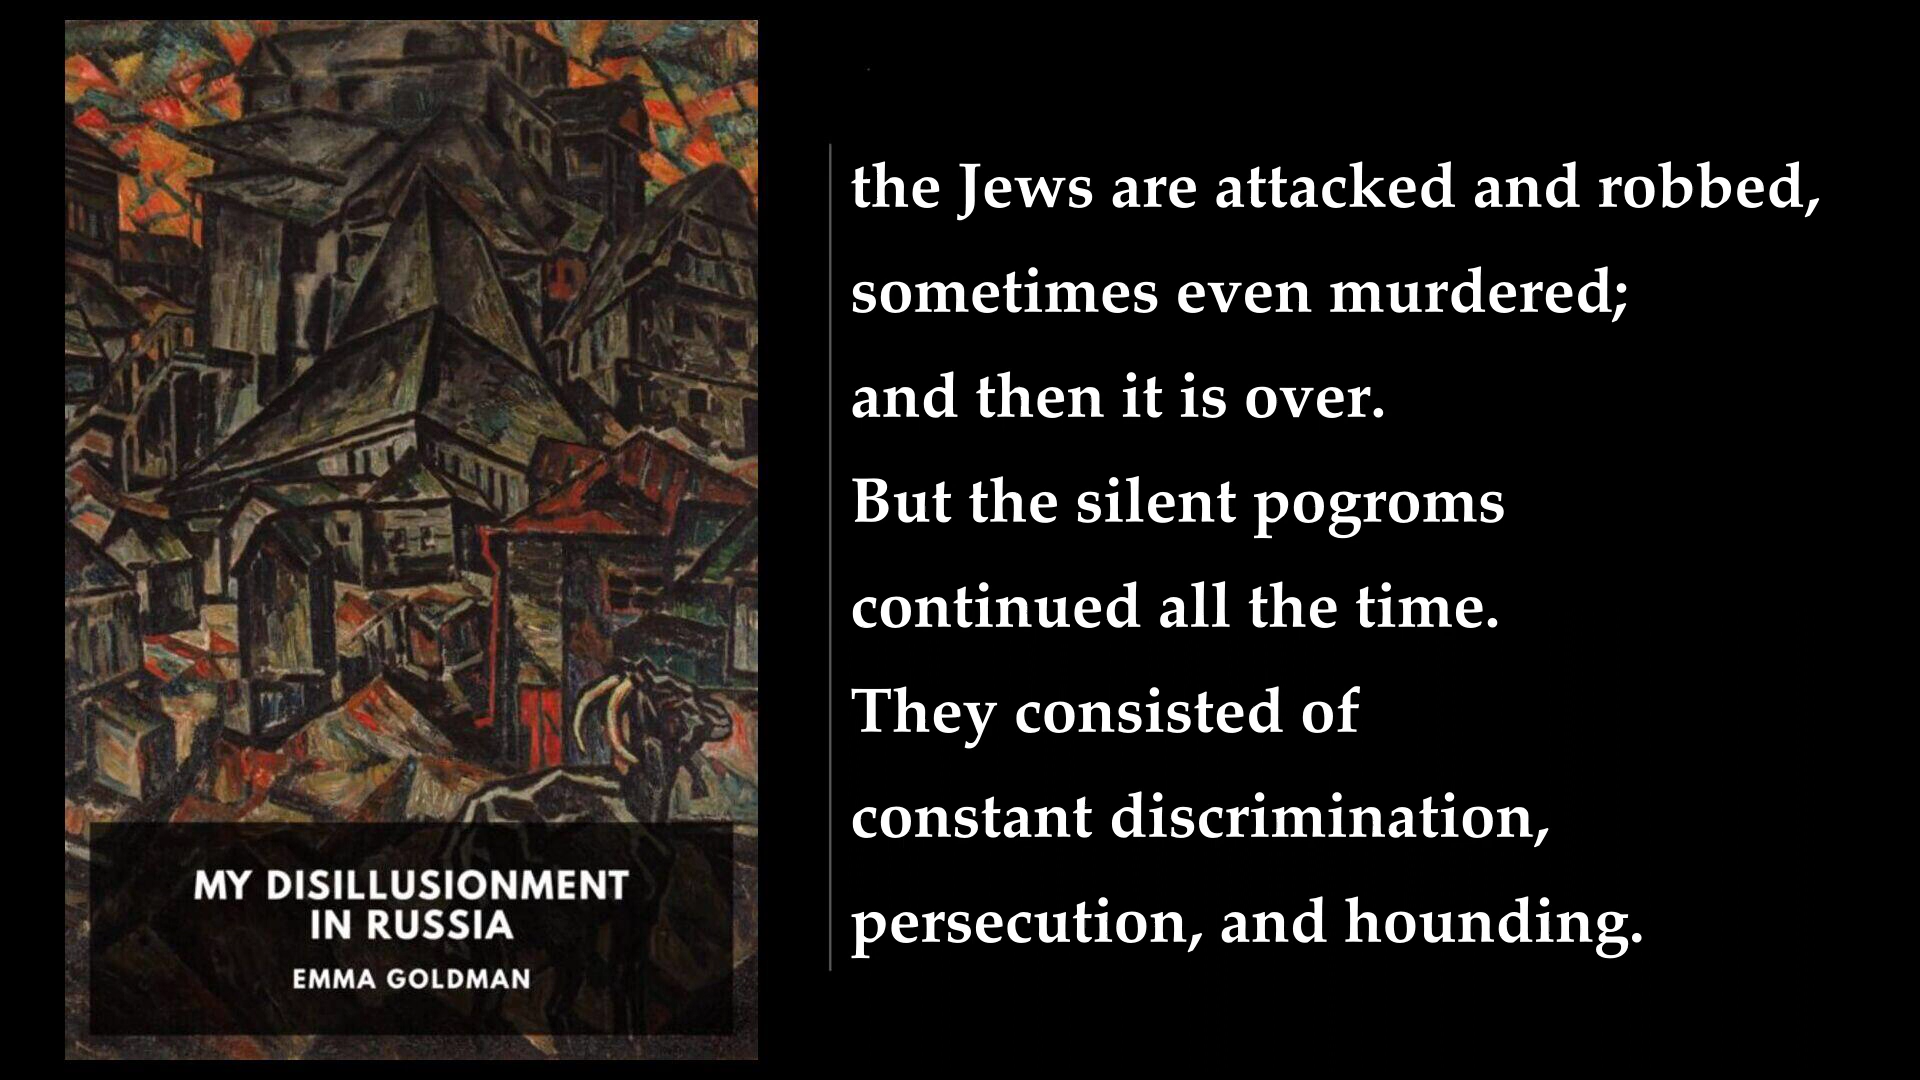 MY DISILLUSIONMENT
IN RUSSIA
EMMA GOLDMAN
the Jews are attacked and robbed,
sometimes even murdered;
and then it is over.
But the silent pogroms
continued all the time.
They consisted of
constant discrimination,
persecution, and hounding.